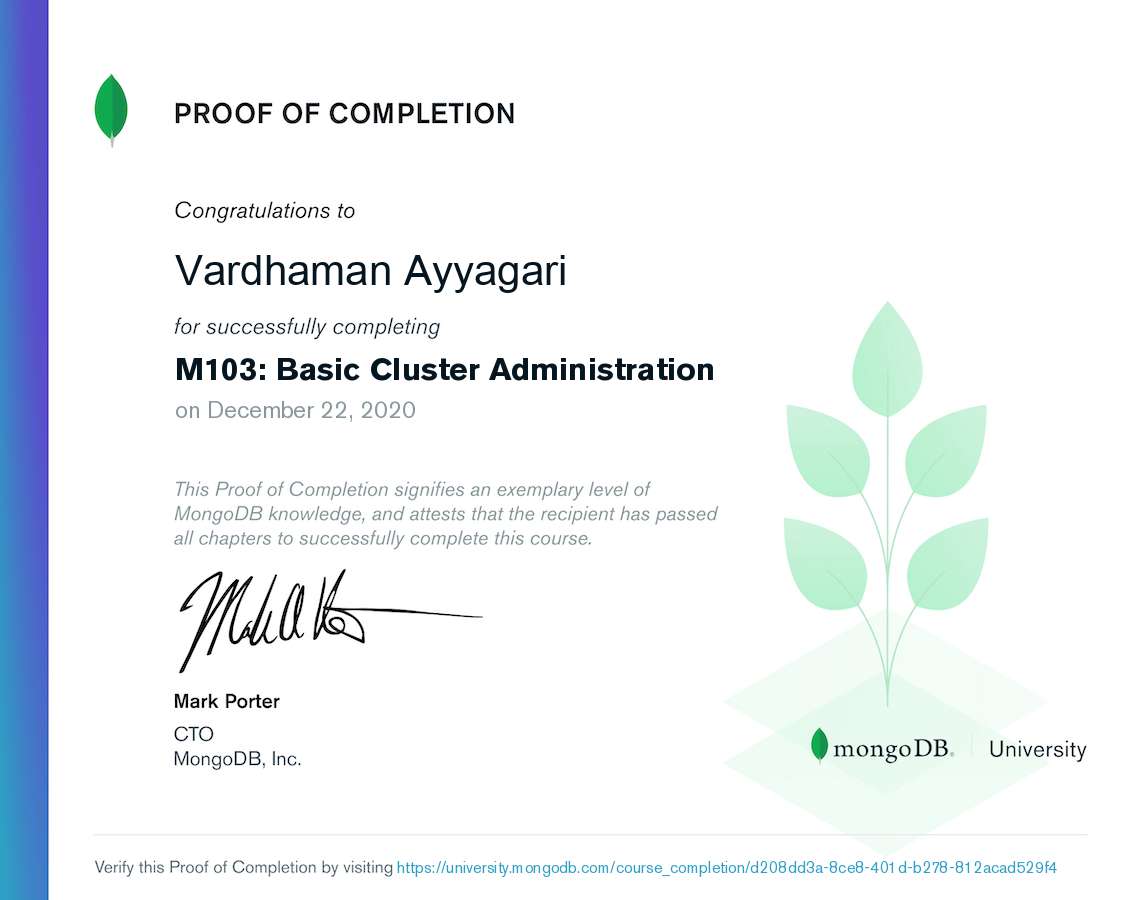 PROOF OF COMPLETION
Congratulations to
Vardhaman Ayyagari
for successfully completing
M103: Basic Cluster Administration
on December 22, 2020
This Proof of Completion signifies an exemplary level of
MongoDB knowledge, and attests that the recipient has passed
all chapters to successfully complete this course.
Mark Porter
CTO
MongoDB, Inc.
mongoDB. University
Verify this Proof of Completion by visiting https://university.mongodb.com/course_completion/d208dd3a-8ce8-401d-b278-812acad529f4